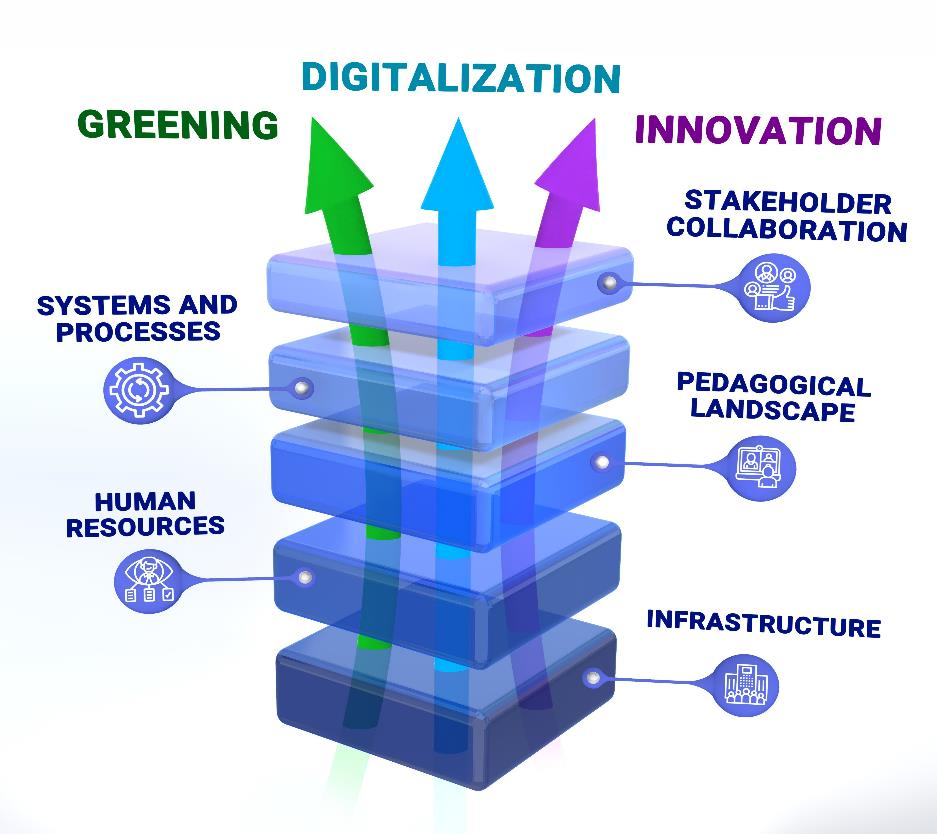 DIGITALIZATION
GREENING
INNOVATION
STAKEHOLDER
COLLABORATION
SYSTEMS AND
PROCESSES
PEDAGOGICAL
LANDSCAPE
HUMAN
RESOURCES
INFRASTRUCTURE